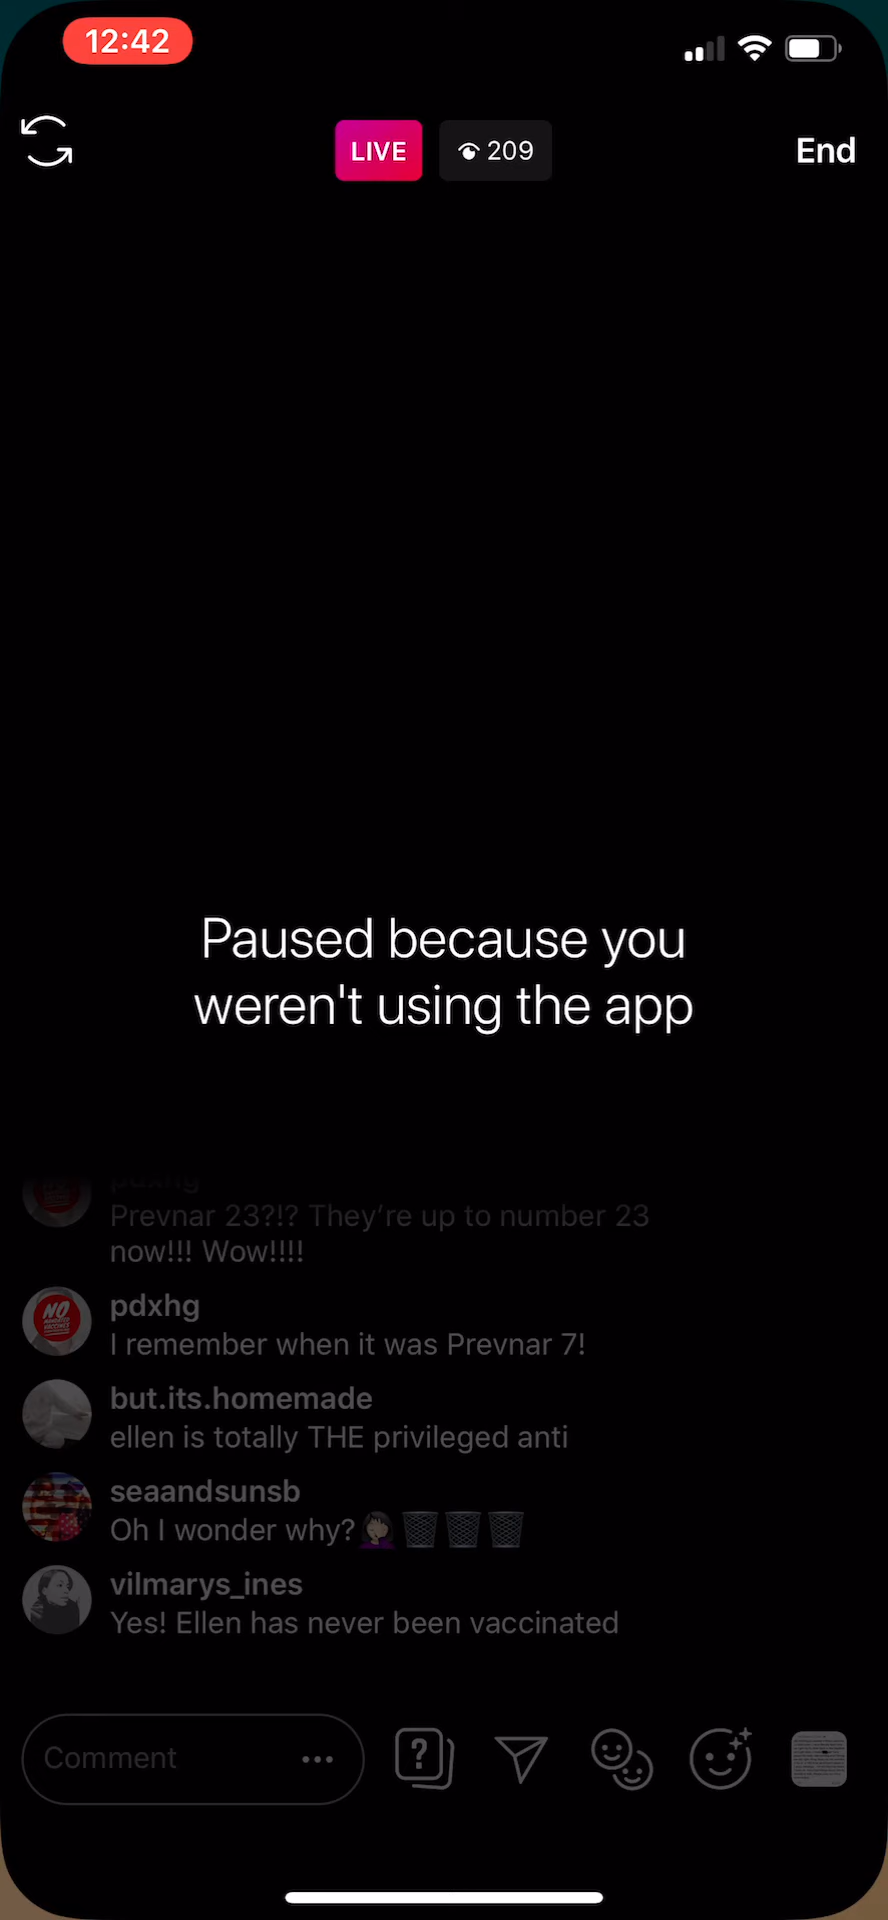 12:42
LIVE
209
End
Paused because you
weren't using the app
pdxhg
Prevnar 23?!? They're up to number 23
now!!! Wow!!!!
NO
pdxhg
I remember when it was Prevnar 7!
but.its.homemade
ellen is totally THE privileged anti
seaandsunsb
Oh I wonder why?🤦🏻‍♀️🗑️🗑️🗑️
vilmarys_ines
Yes! Ellen has never been vaccinated
Comment